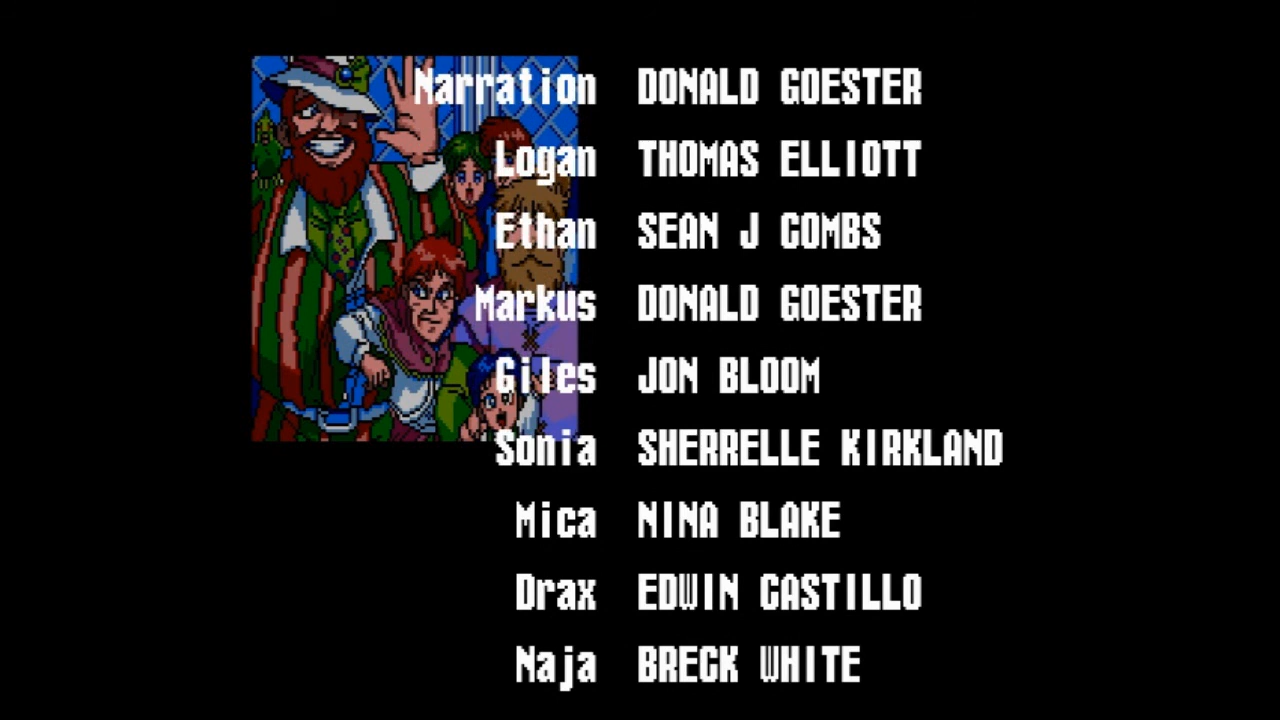 Narration DONALD GOESTER
Logan THOMAS ELLIOTT
Ethan SEAN J COMBS
Markus DONALD GOESTER
Giles JON BLOOM
Sonia SHERRELLE KIRKLAND
Mica NINA BLAKE
Drax EDWIN CASTILLO
Naja BRECK WHITE